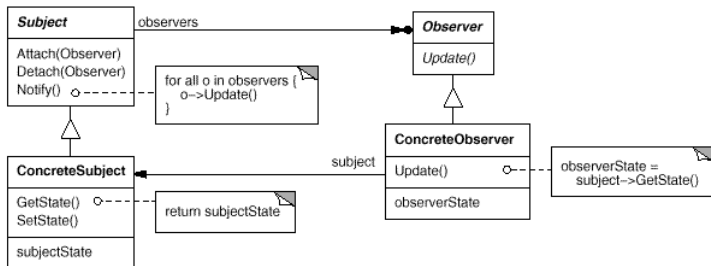 Subject
observers
Observer
Attach(Observer)
Detach(Observer)
Notify()
for all o in observers {
o->Update()
}
Update()
ConcreteSubject
GetState()
SetState()
subjectState
return subjectState
subject
ConcreteObserver
Update()
observerState
observerState =
subject->GetState()